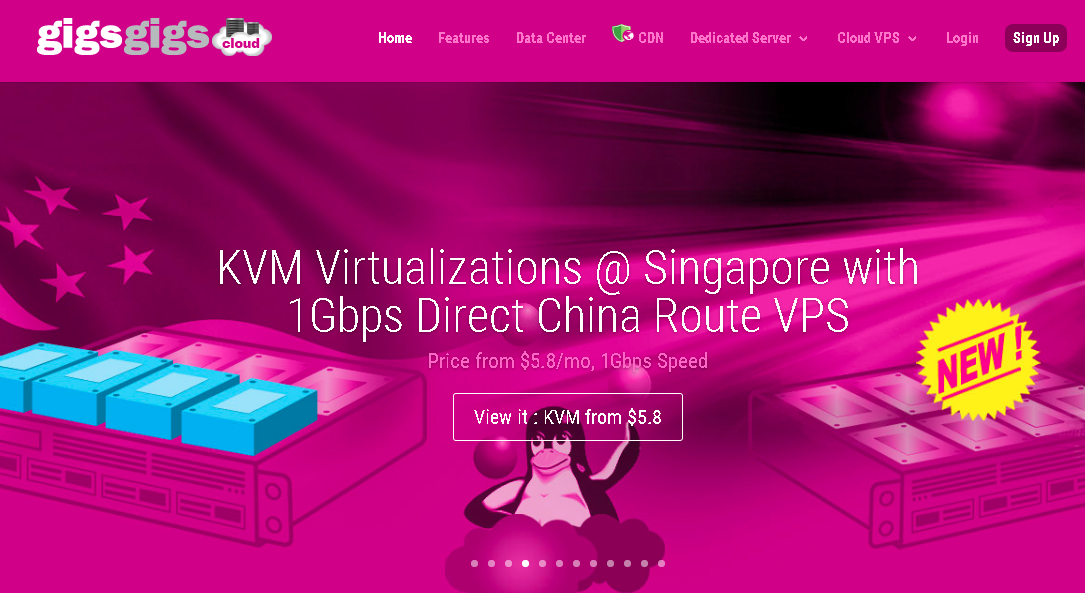 gigsgigs cloud
Home Features Data Center CDN Dedicated Server Cloud VPS Login Sign Up
KVM Virtualizations @ Singapore with
1Gbps Direct China Route VPS
Price from $5.8/mo, 1Gbps Speed
NEW !
View it : KVM from $5.8